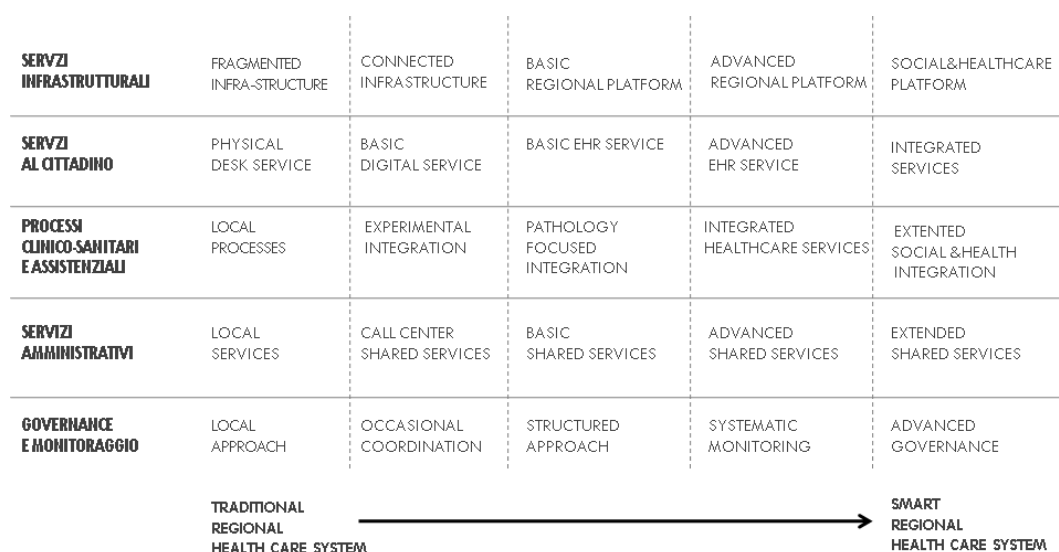 SERVZI
INFRASTRUTTURALI
FRAGMENTED
INFRA-STRUCTURE
CONNECTED
INFRASTRUCTURE
BASIC
REGIONAL PLATFORM
ADVANCED
REGIONAL PLATFORM
SOCIAL&HEALTHCARE
PLATFORM
SERVZI
AL CITTADINO
PHYSICAL
DESK SERVICE
BASIC
DIGITAL SERVICE
BASIC EHR SERVICE
ADVANCED
EHR SERVICE
INTEGRATED
SERVICES
PROCESSI
CLINICO-SANITARI
E ASSISTENZIALI
LOCAL
PROCESSES
EXPERIMENTAL
INTEGRATION
PATHOLOGY
FOCUSED
INTEGRATION
INTEGRATED
HEALTHCARE SERVICES
EXTENTED
SOCIAL &HEALTH
INTEGRATION
SERVIZI
AMMINISTRATIVI
LOCAL
SERVICES
CALL CENTER
SHARED SERVICES
BASIC
SHARED SERVICES
ADVANCED
SHARED SERVICES
EXTENDED
SHARED SERVICES
GOVERNANCE
E MONITORAGGIO
LOCAL
APPROACH
OCCASIONAL
COORDINATION
STRUCTURED
APPROACH
SYSTEMATIC
MONITORING
ADVANCED
GOVERNANCE
TRADITIONAL
REGIONAL
HEALTH CARE SYSTEM
SMART
REGIONAL
HEALTH CARE SYSTEM